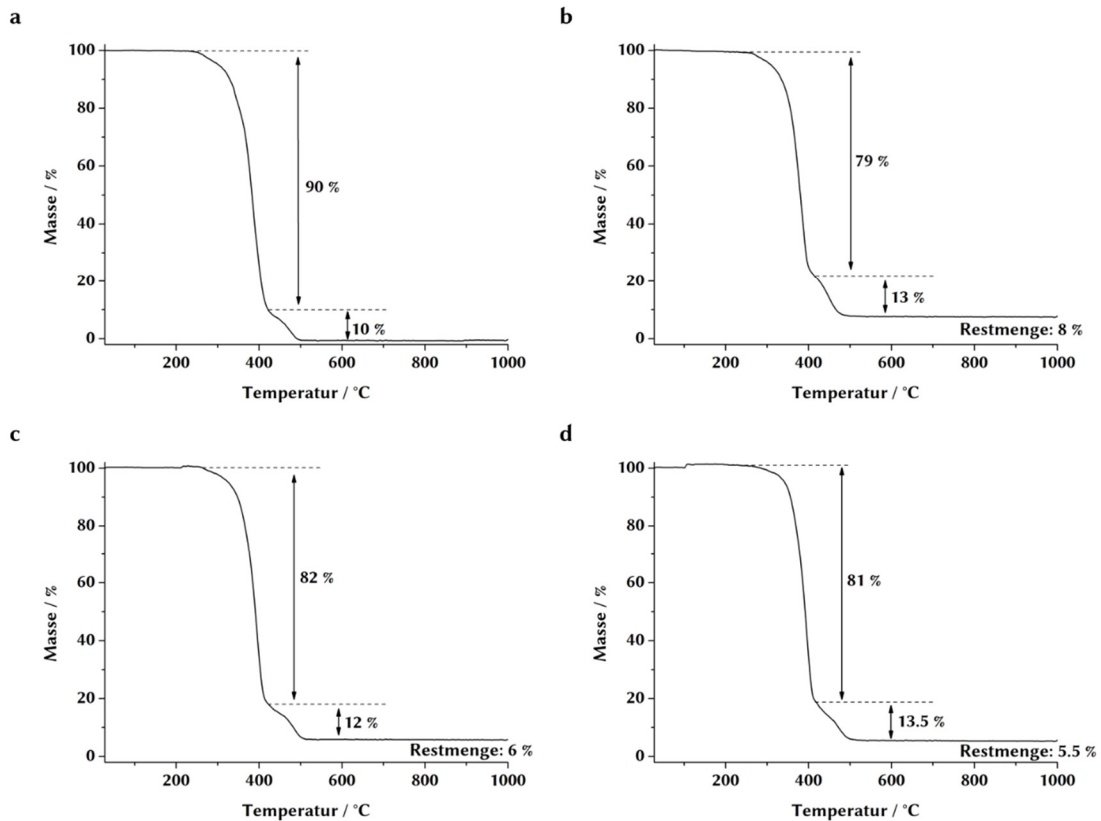 a
100
80
60
40
20
0
Masse / %
90 %
10 %
200 400 600 800 1000
Temperatur / °C
b
100
80
60
40
20
0
Masse / %
79 %
13 %
Restmenge: 8 %
200 400 600 800 1000
Temperatur / °C
c
100
80
60
40
20
0
Masse / %
82 %
12 %
Restmenge: 6 %
200 400 600 800 1000
Temperatur / °C
d
100
80
60
40
20
0
Masse / %
81 %
13.5 %
Restmenge: 5.5 %
200 400 600 800 1000
Temperatur / °C